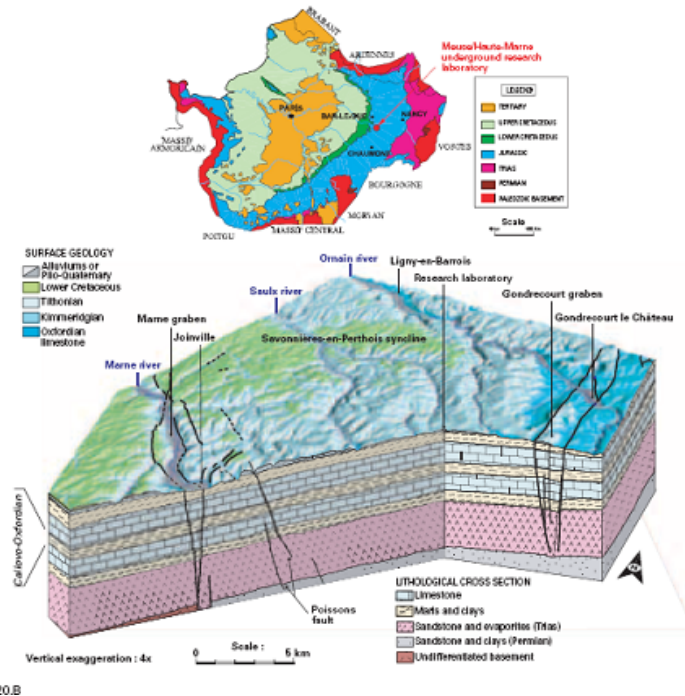 BRABANT
ARDENNES
Meuse/Haute-Marne
underground research
laboratory
LEGEND
TERTIARY
UPPER CRETACEOUS
LOWER CRETACEOUS
JURASSIC
TRIAS
PERMIAN
PALEOZOIC BASEMENT
PARIS
BAR-LE-DUC
NANCY
MASSIF
ARMORICAIN
VOSGES
CHAUMONT
BOURGOGNE
MORVAN
MASSIF CENTRAL
POITOU
Scale
SURFACE GEOLOGY
Alluviums or
Plio-Quaternary
Lower Cretaceous
Tithonian
Kimmeridgian
Oxfordian
limestone
Ornain river
Ligny-en-Barrois
Research laboratory
Saulx river
Gondrecourt graben
Gondrecourt le Château
Marne graben
Joinville
Savonnières-en-Perthois syncline
Marne river
Callovo-Oxfordian
N
LITHOLOGICAL CROSS SECTION
Limestone
Marls and clays
Sandstone and evaporites (Trias)
Sandstone and clays (Permian)
Undifferentiated basement
Poissons
fault
Vertical exaggeration : 4x
Scale :
0 5 km
20.B